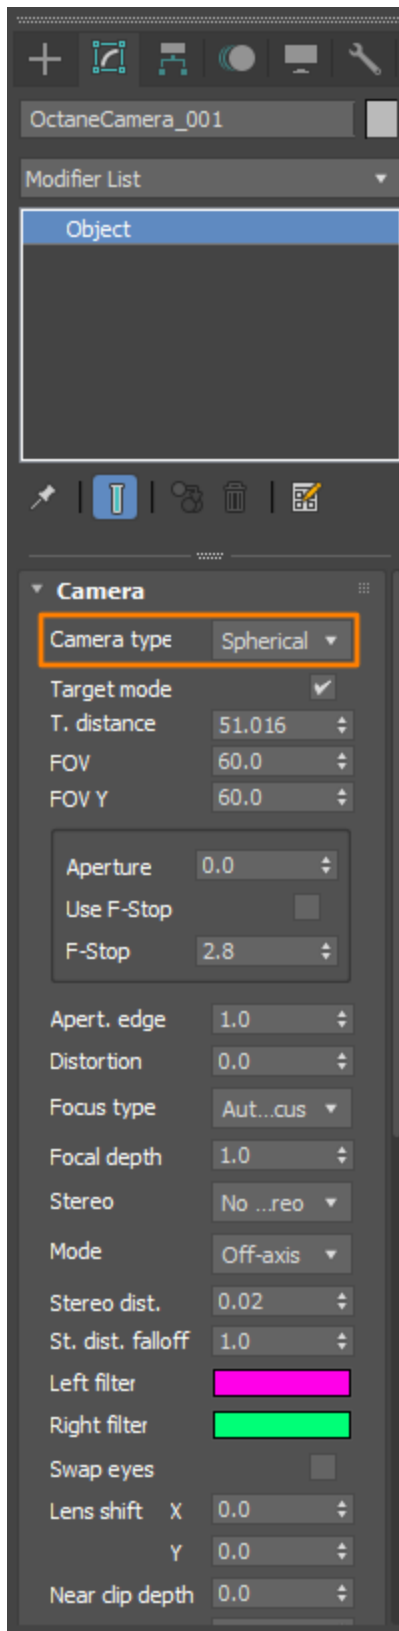 OctaneCamera_001
Modifier List
Object
Camera
Camera type Spherical
Target mode
T. distance 51.016
FOV 60.0
FOV Y 60.0
Aperture 0.0
Use F-Stop
F-Stop 2.8
Apert. edge 1.0
Distortion 0.0
Focus type Aut...cus
Focal depth 1.0
Stereo No ...reo
Mode Off-axis
Stereo dist. 0.02
St. dist. falloff 1.0
Left filter
Right filter
Swap eyes
Lens shift X 0.0
Y 0.0
Near clip depth 0.0